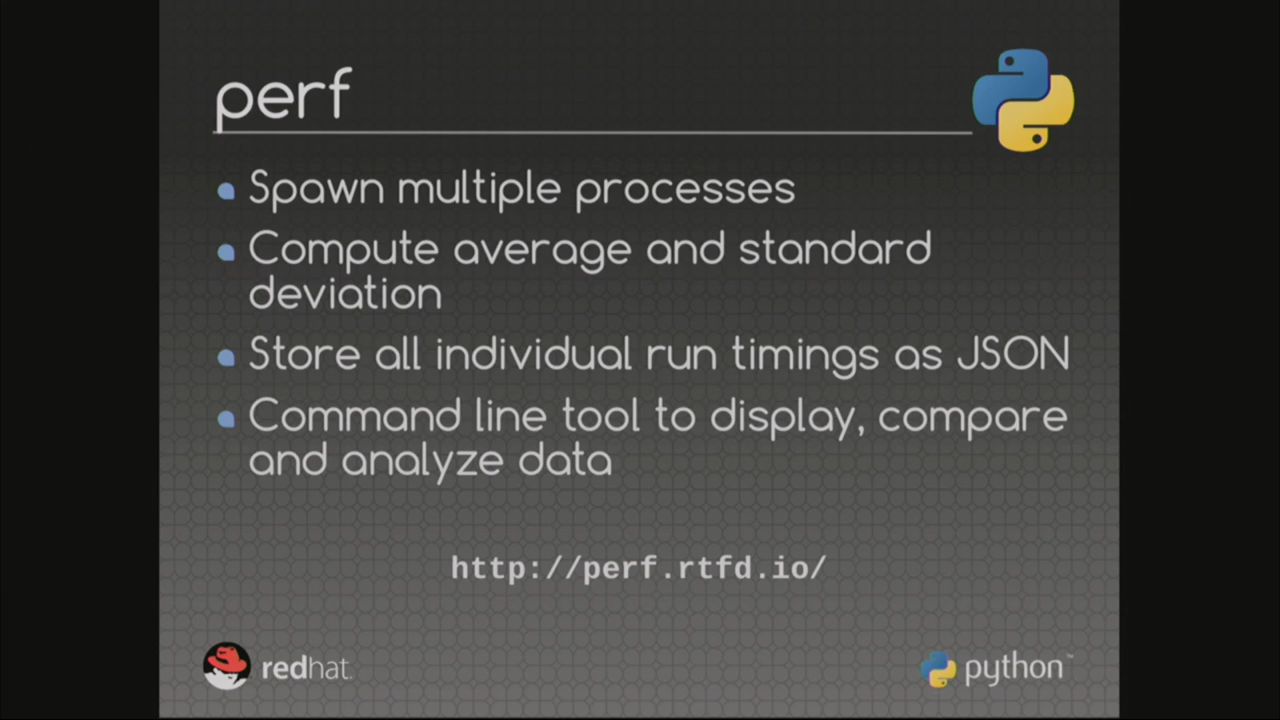 perf
Spawn multiple processes
Compute average and standard
deviation
Store all individual run timings as JSON
Command line tool to display, compare
and analyze data
http://perf.rtfd.io/
redhat.
python™